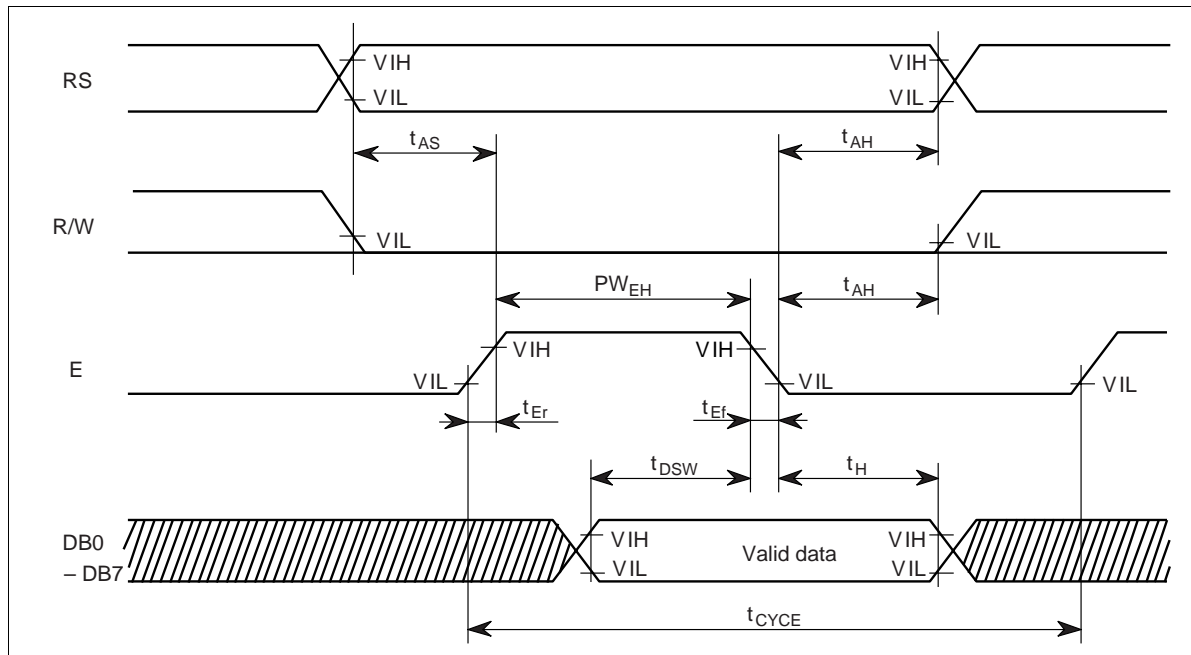 RS
VIH VIH
VIL VIL
tAS tAH
R/W
VIL VIL
PWEH tAH
E
VIH VIH
VIL VIL VIL
tEr tEf
tDSW tH
DB0
– DB7
VIH VIH
Valid data
VIL VIL
tCYCE